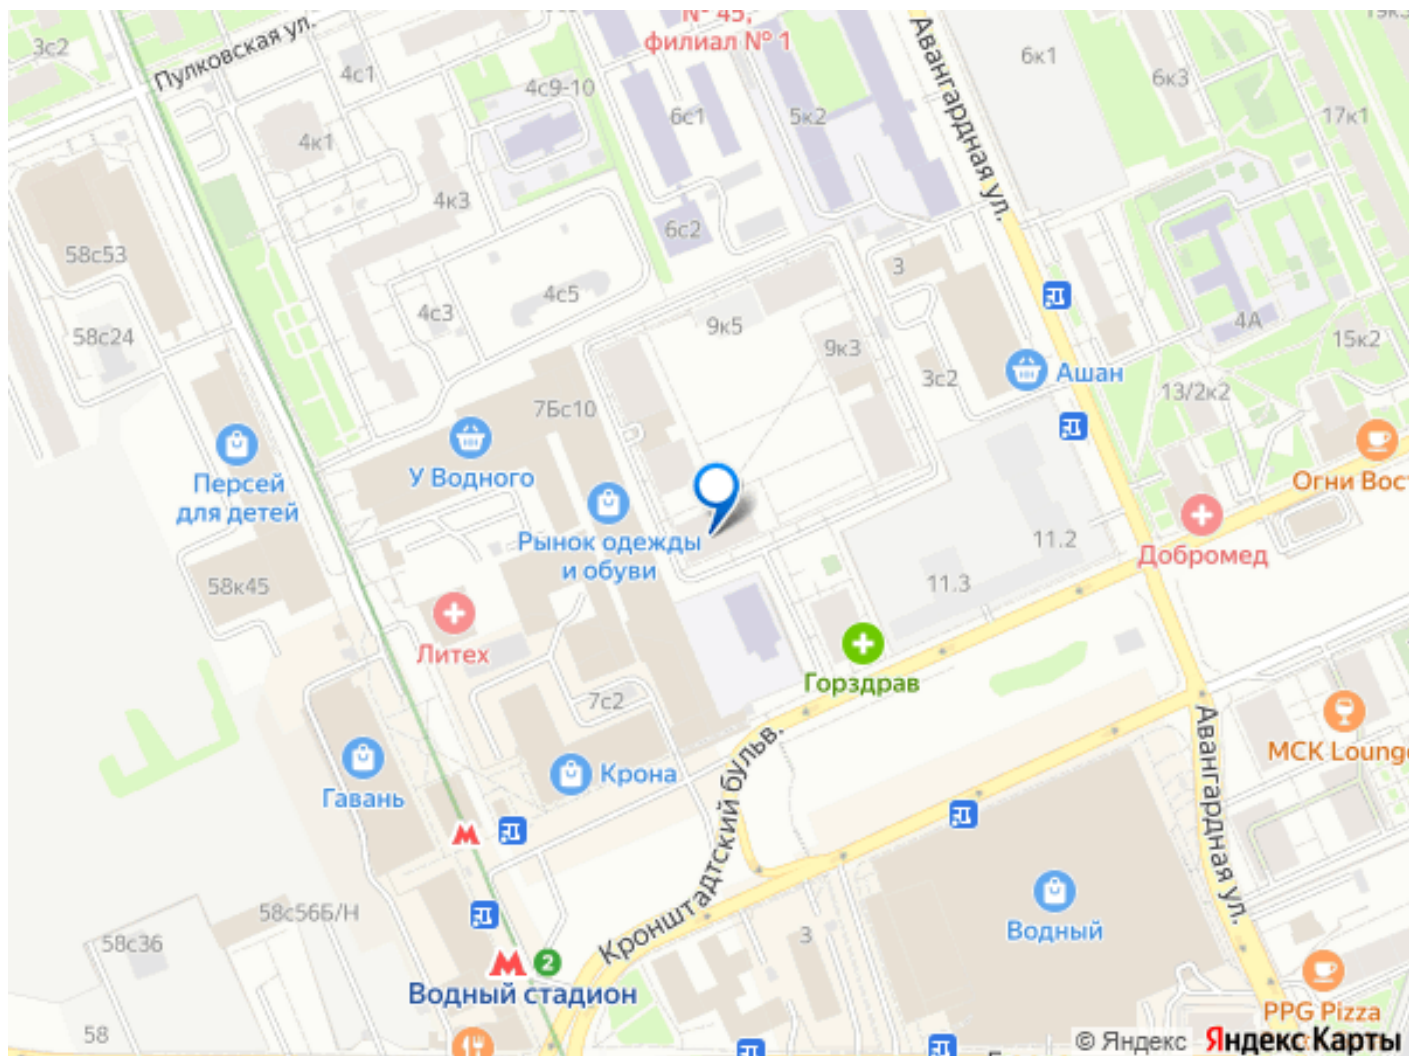 № 45,
филиал № 1
3с2
Пулковская ул.
4с1
4с9-10
6с1
5к2
Авангардная ул.
6к1
6к3
17к1
4к1
4к3
6с2
58с53
3
4с5
4с3
4А
58с24
9к5
9к3
15к2
3с2
Ашан
13/2к2
7Бс10
У Водного
Персей
для детей
Огни Вост
Рынок одежды
и обуви
11.2
Добромед
58к45
11.3
Литех
Горздрав
7с2
Кронштадтский бульв.
Авангардная ул.
МСК Lounge
Крона
Гавань
58с56Б/Н
58с36
3
Водный
2
Водный стадион
PPG Pizza
58
© Яндекс Яндекс Карты